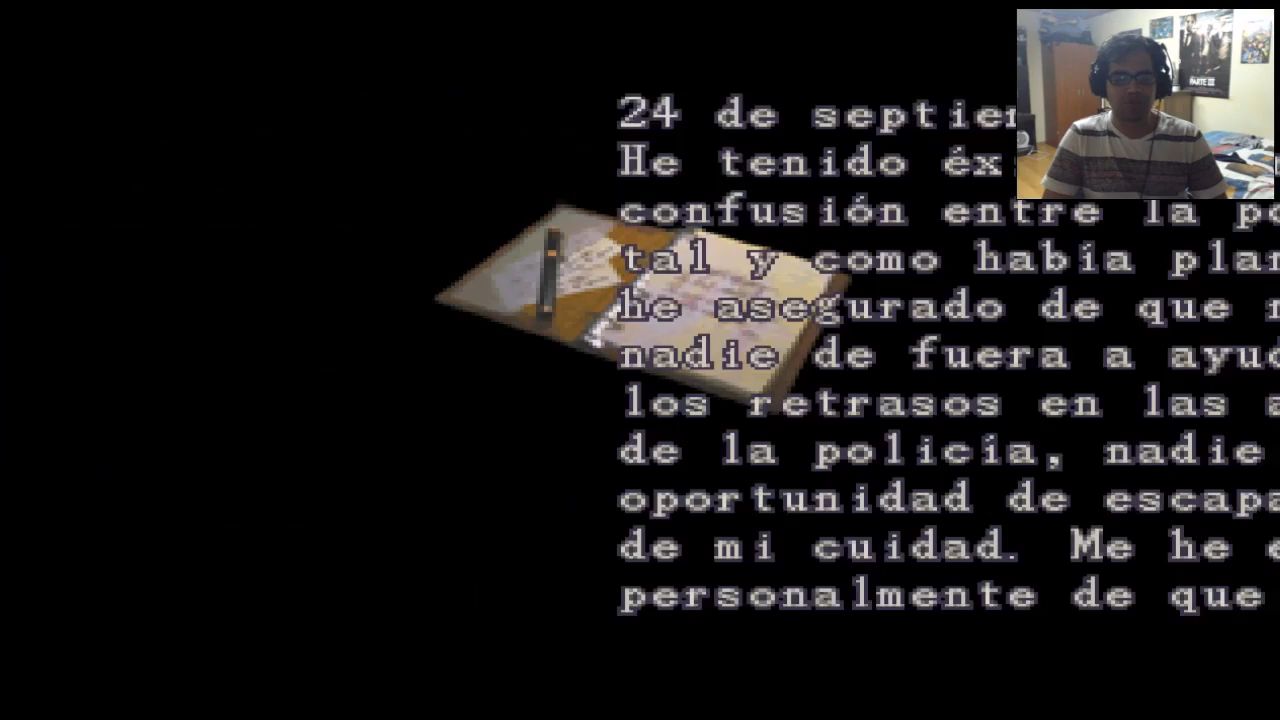 24 de septiem
He tenido éx
confusión entre la po
tal y como había plan
he asegurado de que n
nadie de fuera a ayud
los retrasos en las a
de la policía, nadie
oportunidad de escapa
de mi cuidad. Me he e
personalmente de que
PARTE III